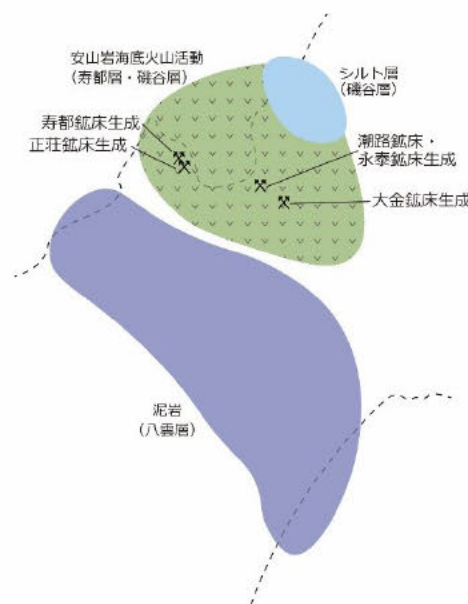 安山岩海底火山活動
(寿都層・磯谷層)
シルト層
(磯谷層)
寿都鉱床生成
正荘鉱床生成
潮路鉱床・
永泰鉱床生成
大金鉱床生成
泥岩
(八雲層)